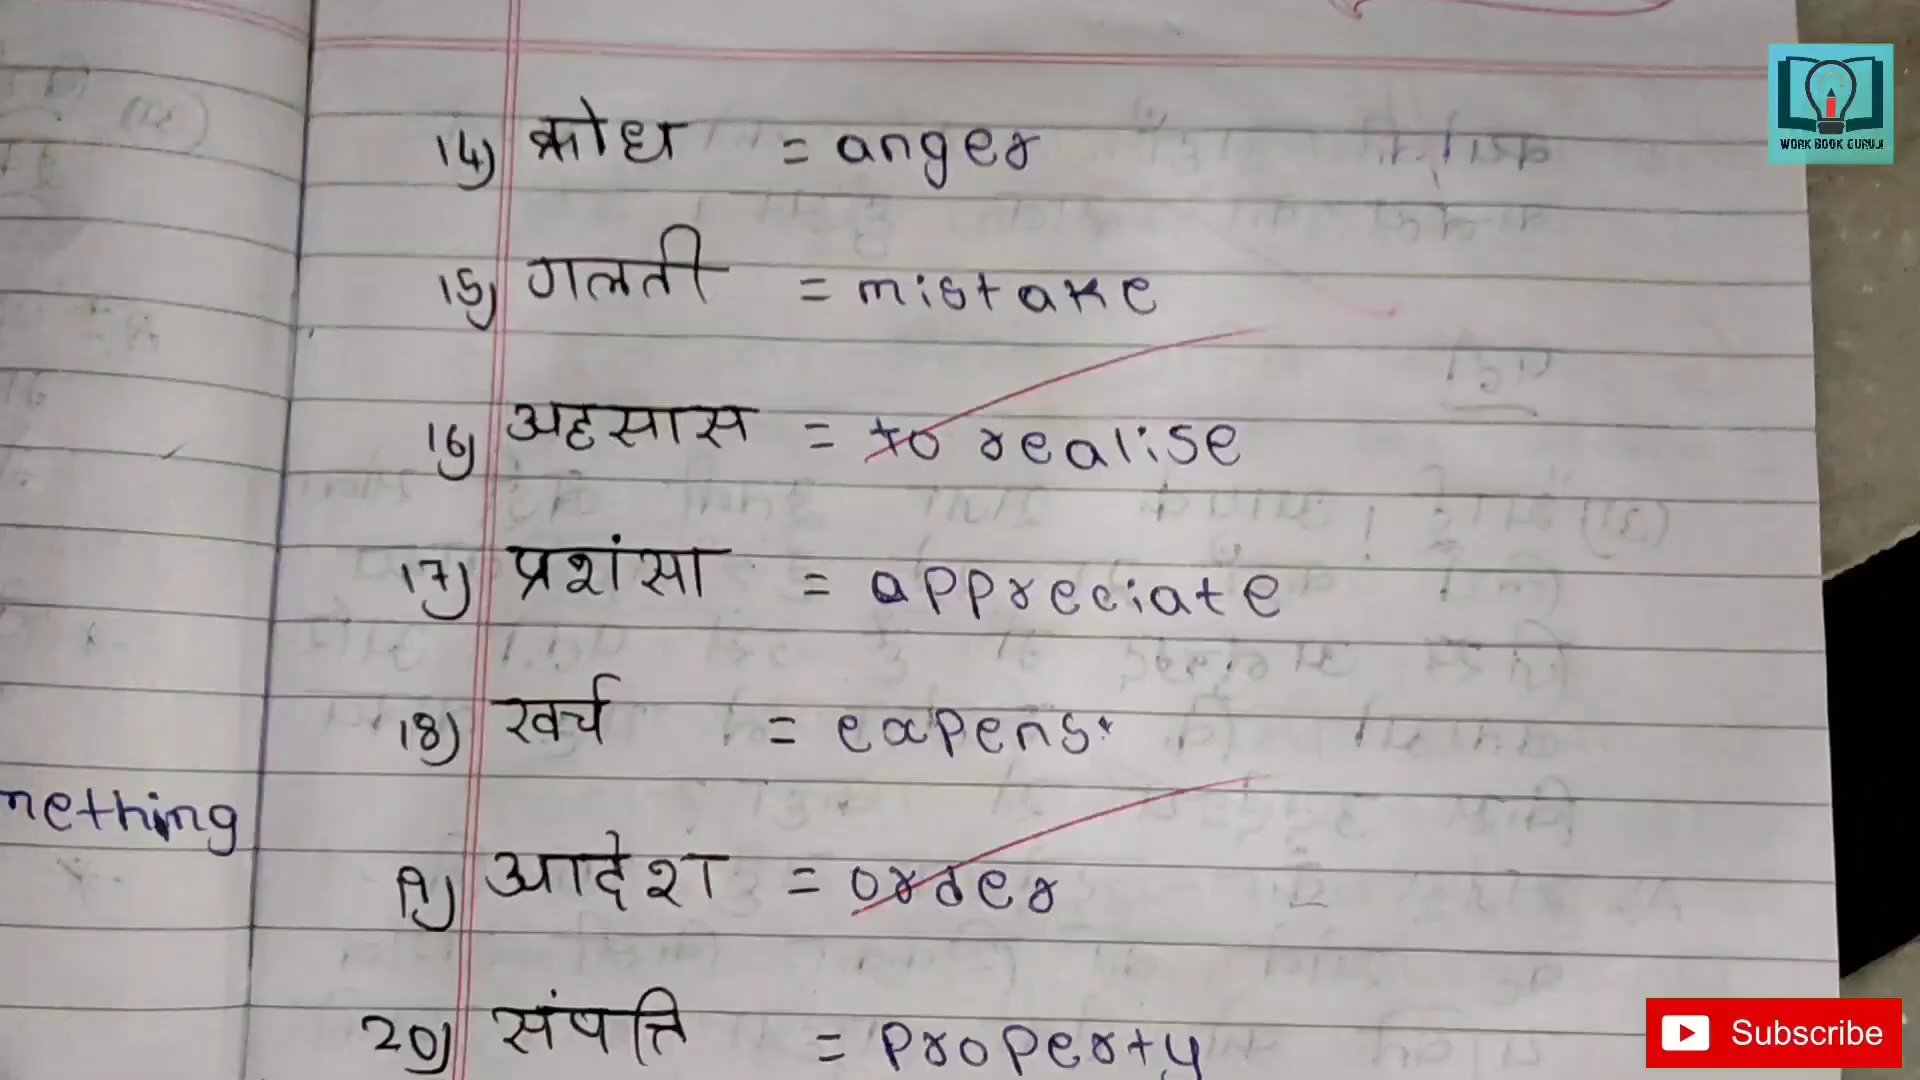 14) क्रोध = anger
15) गलती = mistake
16) अहसास = to realise
17) प्रशंसा = appreciate
18) खर्च = expens
nething
19) आदेश = order
20) संपत्ति = property
WORK BOOK GURUJI
Subscribe